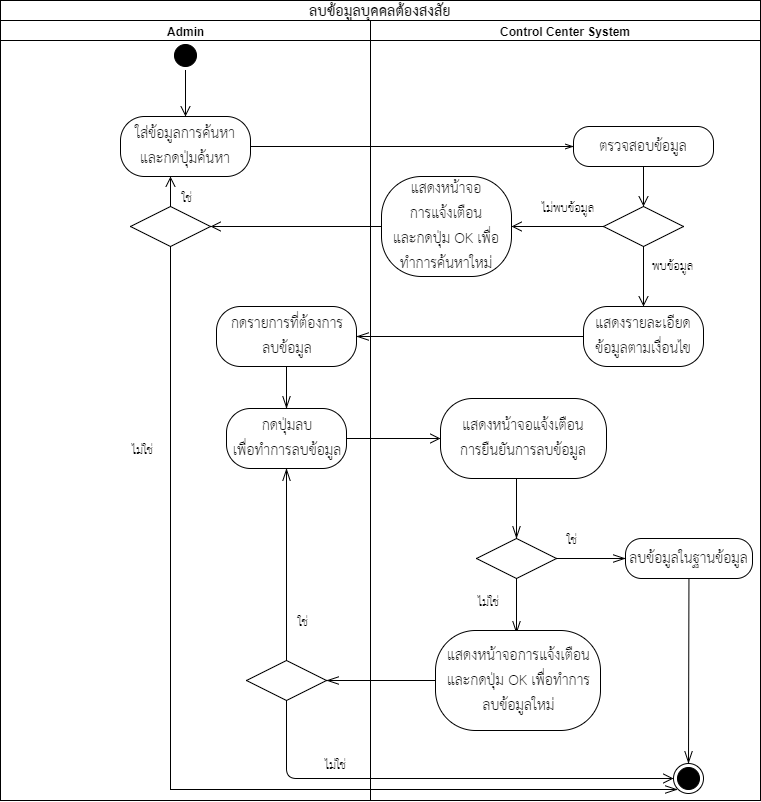 ลบข้อมูลบุคคลต้องสงสัย
Admin
Control Center System
ใส่ข้อมูลการค้นหา
และกดปุ่มค้นหา
ตรวจสอบข้อมูล
ใช่
แสดงหน้าจอ
การแจ้งเตือน
และกดปุ่ม OK เพื่อ
ทำการค้นหาใหม่
ไม่พบข้อมูล
พบข้อมูล
กดรายการที่ต้องการ
ลบข้อมูล
แสดงรายละเอียด
ข้อมูลตามเงื่อนไข
ไม่ใช่
กดปุ่มลบ
เพื่อทำการลบข้อมูล
แสดงหน้าจอแจ้งเตือน
การยืนยันการลบข้อมูล
ใช่
ลบข้อมูลในฐานข้อมูล
ไม่ใช่
ใช่
แสดงหน้าจอการแจ้งเตือน
และกดปุ่ม OK เพื่อทำการ
ลบข้อมูลใหม่
ไม่ใช่